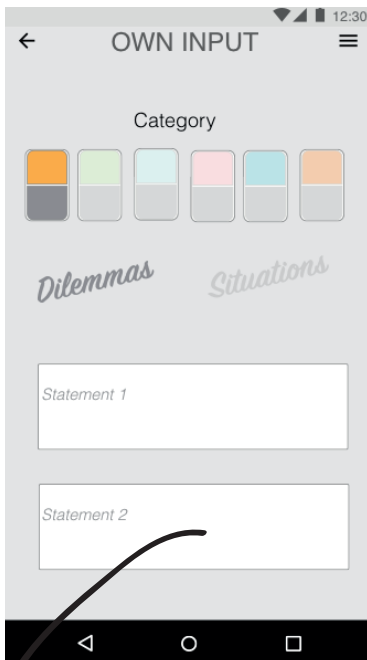 12:30
OWN INPUT
Category
Dilemmas Situations
Statement 1
Statement 2